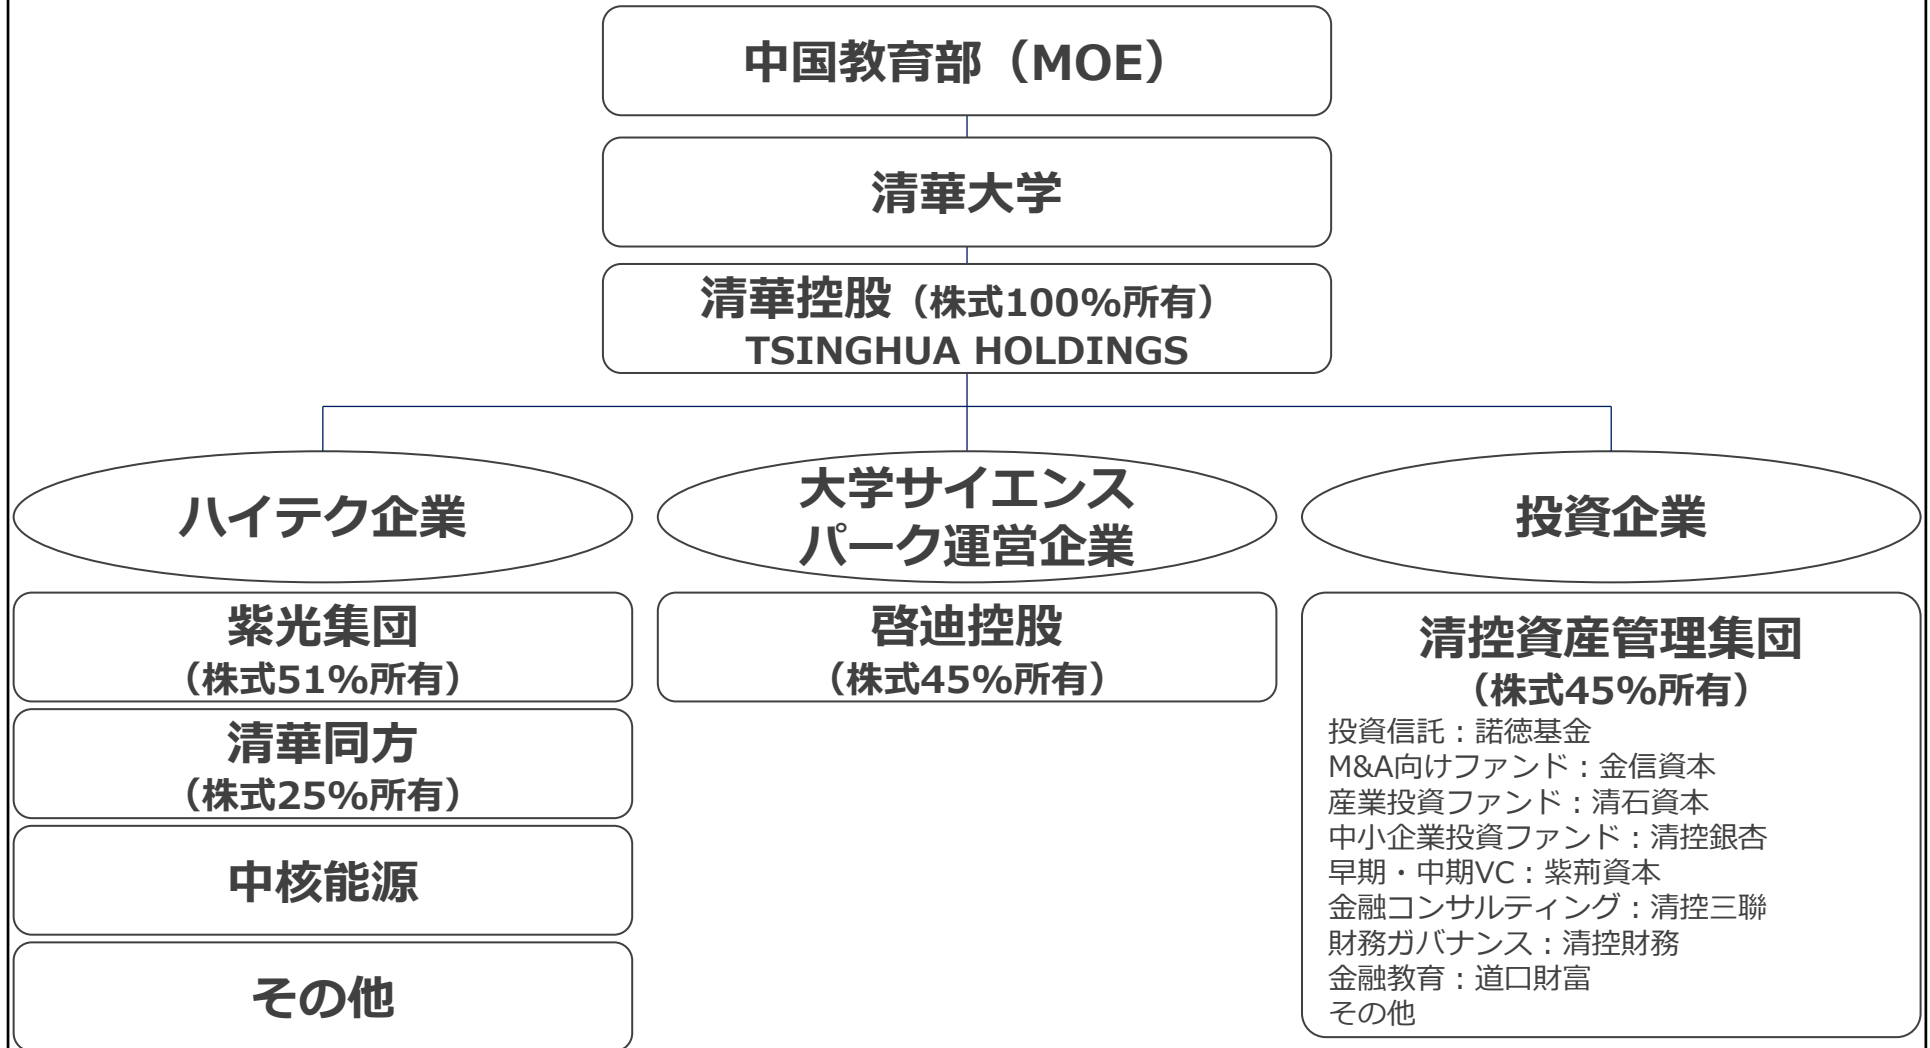 中国教育部（MOE）
清華大学
清華控股（株式100%所有）
TSINGHUA HOLDINGS
ハイテク企業
紫光集団
（株式51%所有）
清華同方
（株式25%所有）
中核能源
その他
大学サイエンス
パーク運営企業
啓迪控股
（株式45%所有）
投資企業
清控資産管理集団
（株式45%所有）
投資信託：諾徳基金
M&A向けファンド：金信資本
産業投資ファンド：清石資本
中小企業投資ファンド：清控銀杏
早期・中期VC：紫荊資本
金融コンサルティング：清控三聯
財務ガバナンス：清控財務
金融教育：道口財富
その他